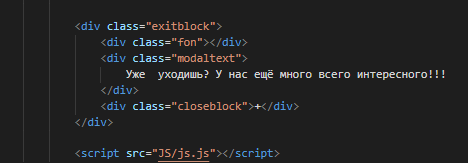 <div class="exitblock">
<div class="fon"></div>
<div class="modaltext">
Уже  уходишь? У нас ещё много всего интересного!!!
</div>
<div class="closeblock">+</div>
</div>
<script src="JS/js.js"></script>